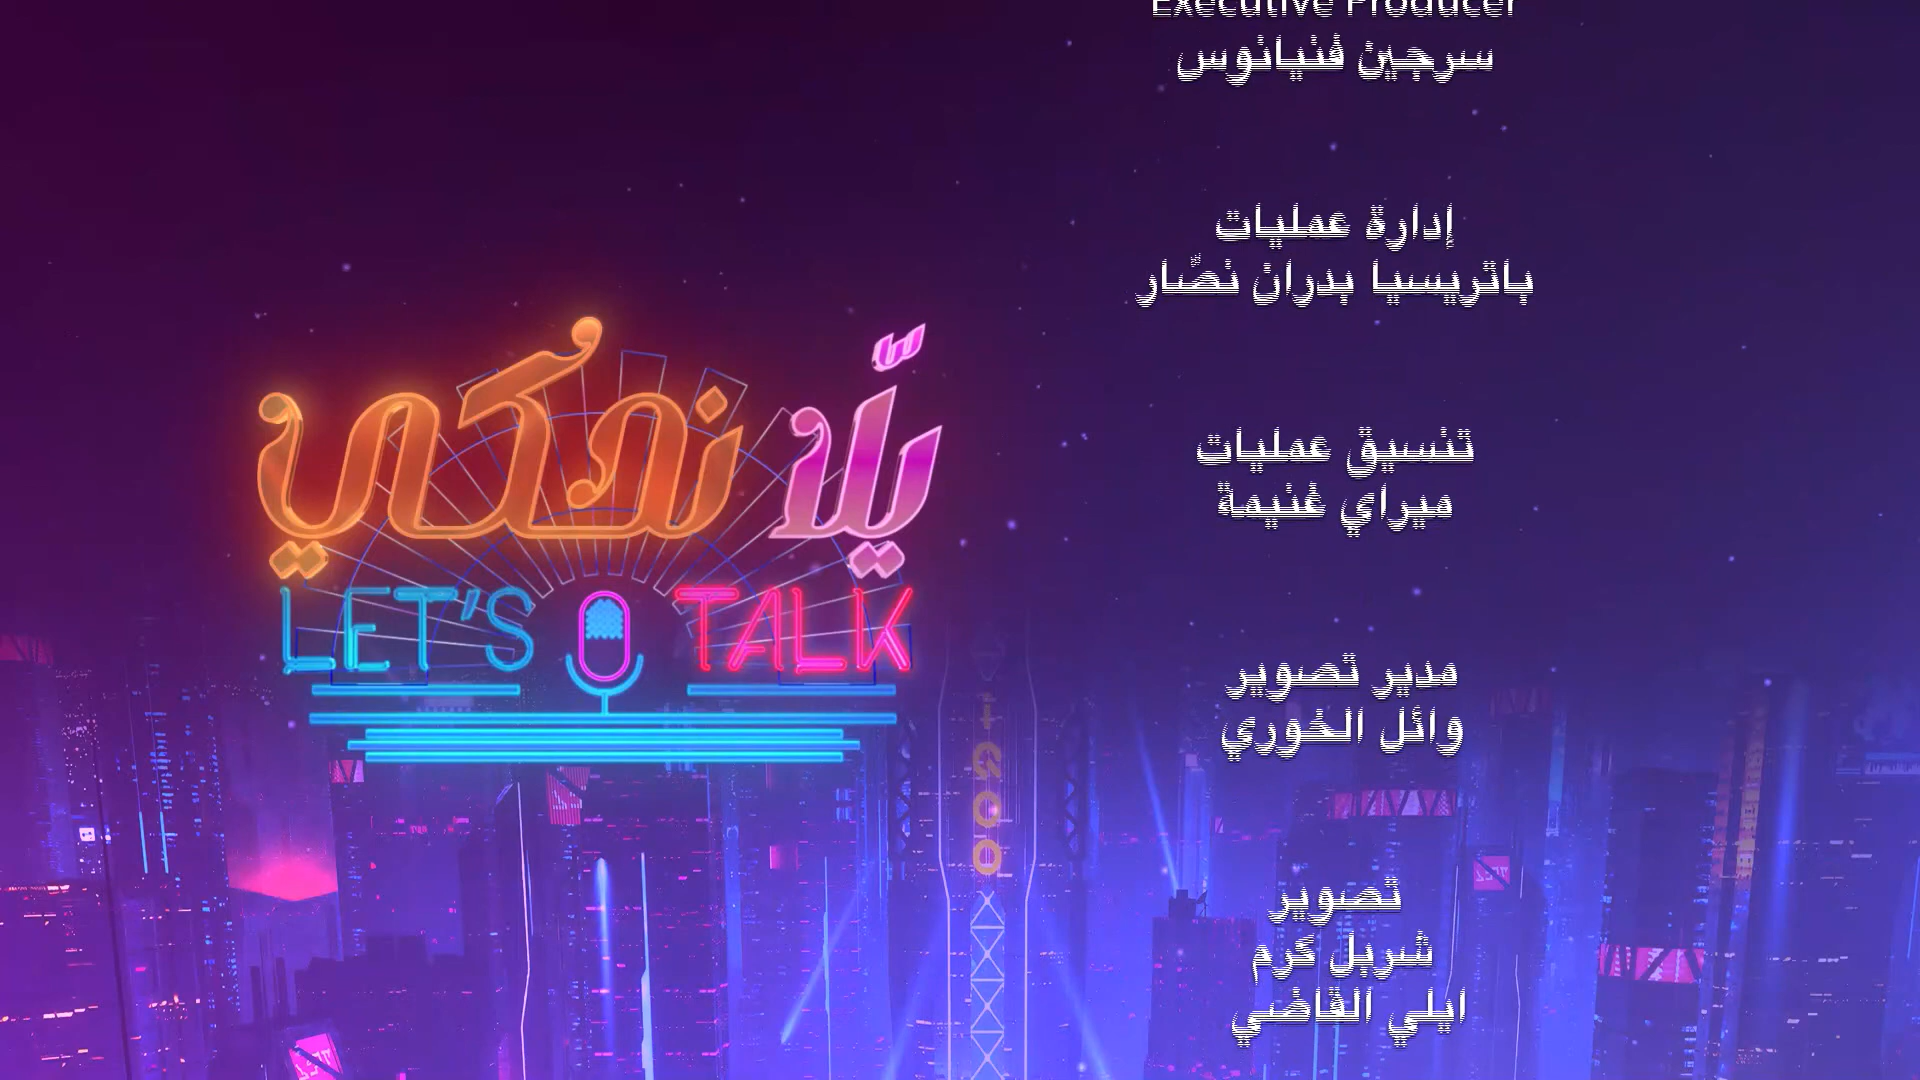 يلّا نحكي
LET'S TALK
Executive Producer
سرجين فنيانوس
إدارة عمليات
باتريسيا بدران نصّار
تنسيق عمليات
ميراي غنيمة
مدير تصوير
وائل الخوري
تصوير
شربل كرم
ايلي القاضي